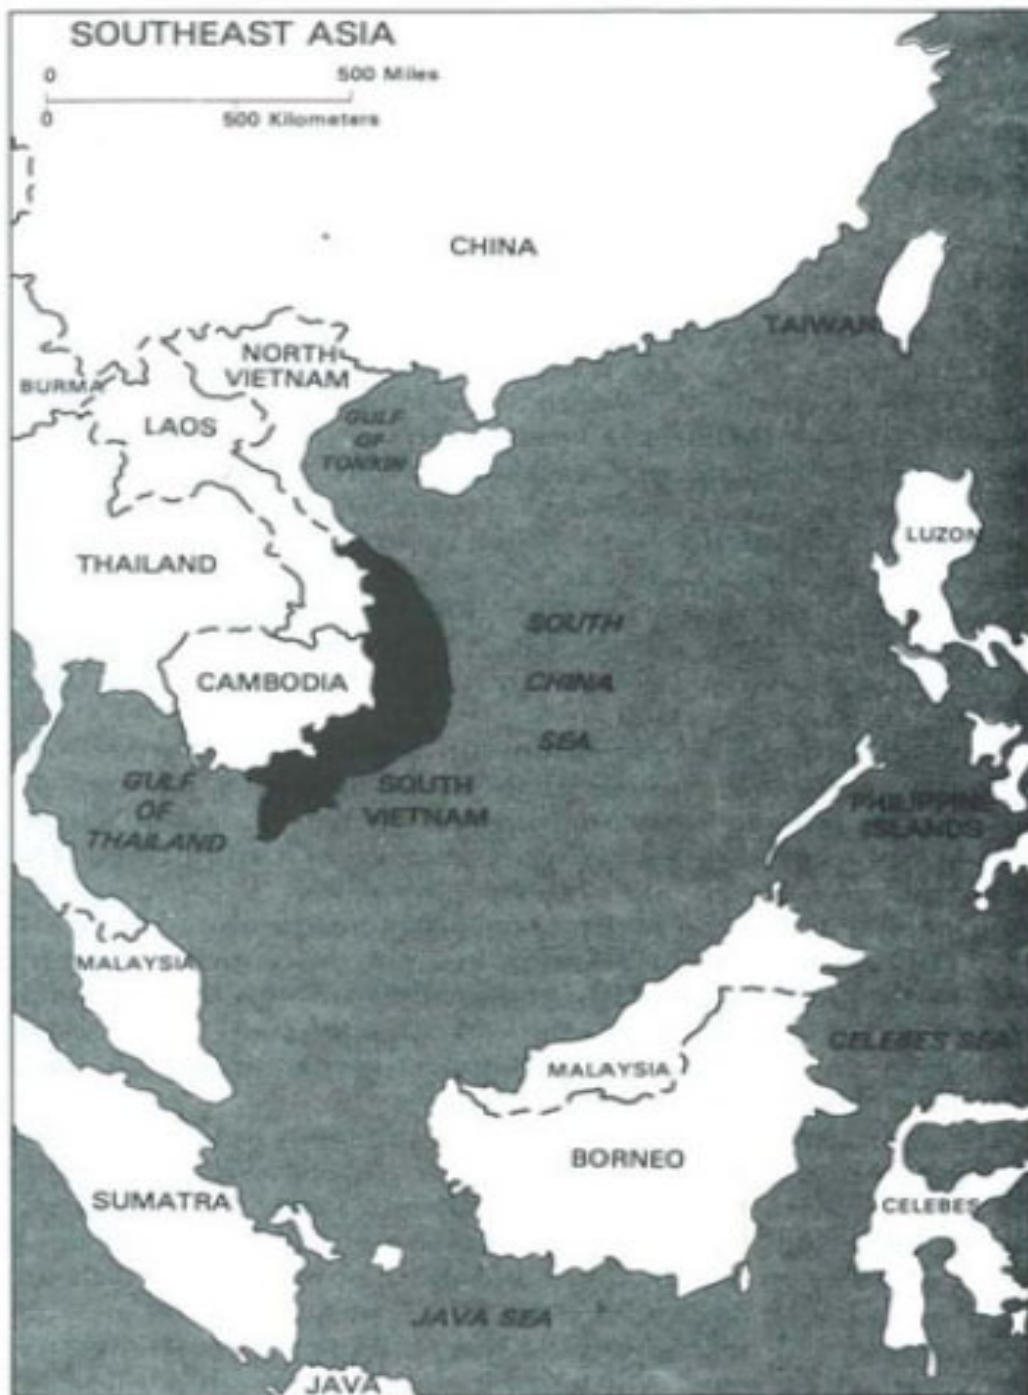 SOUTHEAST ASIA
0 500 Miles
0 500 Kilometers
CHINA
TAIWAN
NORTH
VIETNAM
BURMA
LAOS
GULF
OF
TONKIN
LUZON
THAILAND
SOUTH
CHINA
SEA
CAMBODIA
GULF
OF
THAILAND
SOUTH
VIETNAM
PHILIPPINE
ISLANDS
MALAYSIA
CELEBES SEA
MALAYSIA
BORNEO
SUMATRA
CELEBES
JAVA SEA
JAVA